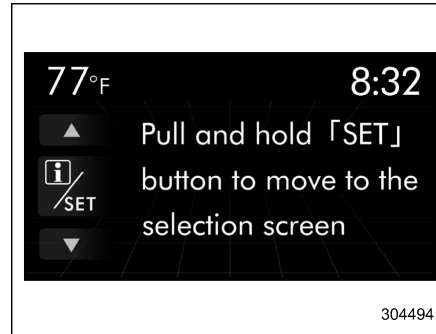 77°F 8:32
Pull and hold「SET」
button to move to the
i/SET
selection screen
304494